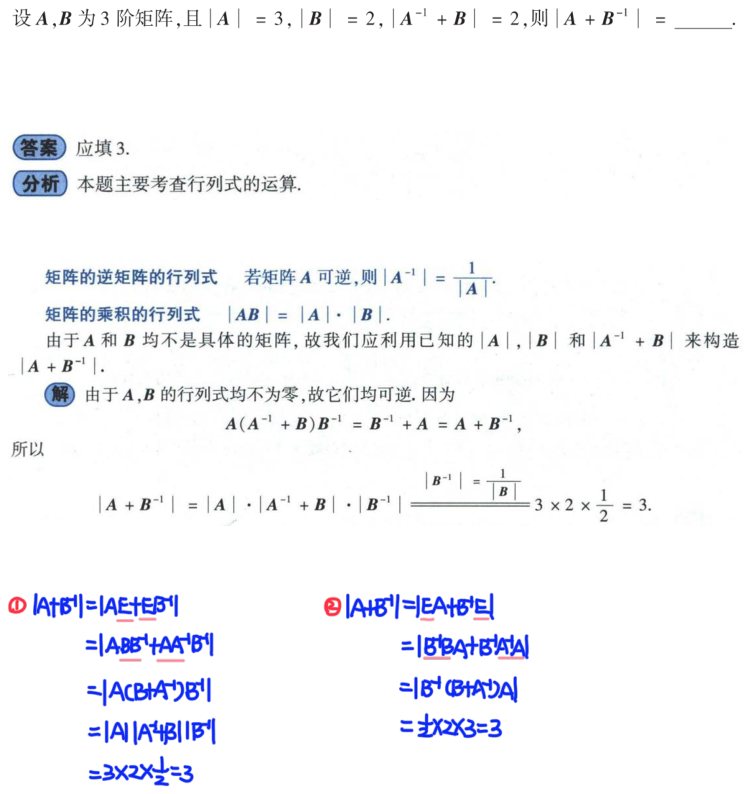 设 A,B 为 3 阶矩阵,且 | A | = 3, | B | = 2, | A⁻¹ + B | = 2,则 | A + B⁻¹ | = ______.
答案 应填 3.
分析 本题主要考查行列式的运算.
矩阵的逆矩阵的行列式 若矩阵 A 可逆,则 | A⁻¹ | = 1/| A |.
矩阵的乘积的行列式 | AB | = | A | · | B |.
由于 A 和 B 均不是具体的矩阵, 故我们应利用已知的 | A | , | B | 和 | A⁻¹ + B | 来构造
| A + B⁻¹ | .
解 由于 A,B 的行列式均不为零,故它们均可逆. 因为
A(A⁻¹ + B)B⁻¹ = B⁻¹ + A = A + B⁻¹,
所以
| A + B⁻¹ | = | A | · | A⁻¹ + B | · | B⁻¹ | =(| B⁻¹ | = 1/| B |)= 3 × 2 × 1/2 = 3.
① |A+B⁻¹|=|AE+EB⁻¹|
=|ABB⁻¹+AA⁻¹B⁻¹|
=|A(B+A⁻¹)B⁻¹|
=|A||A⁻¹+B||B⁻¹|
=3×2×1/2=3
② |A+B⁻¹|=|EA+B⁻¹E|
=|B⁻¹BA+B⁻¹A⁻¹A|
=|B⁻¹(B+A⁻¹)A|
=1/2×2×3=3